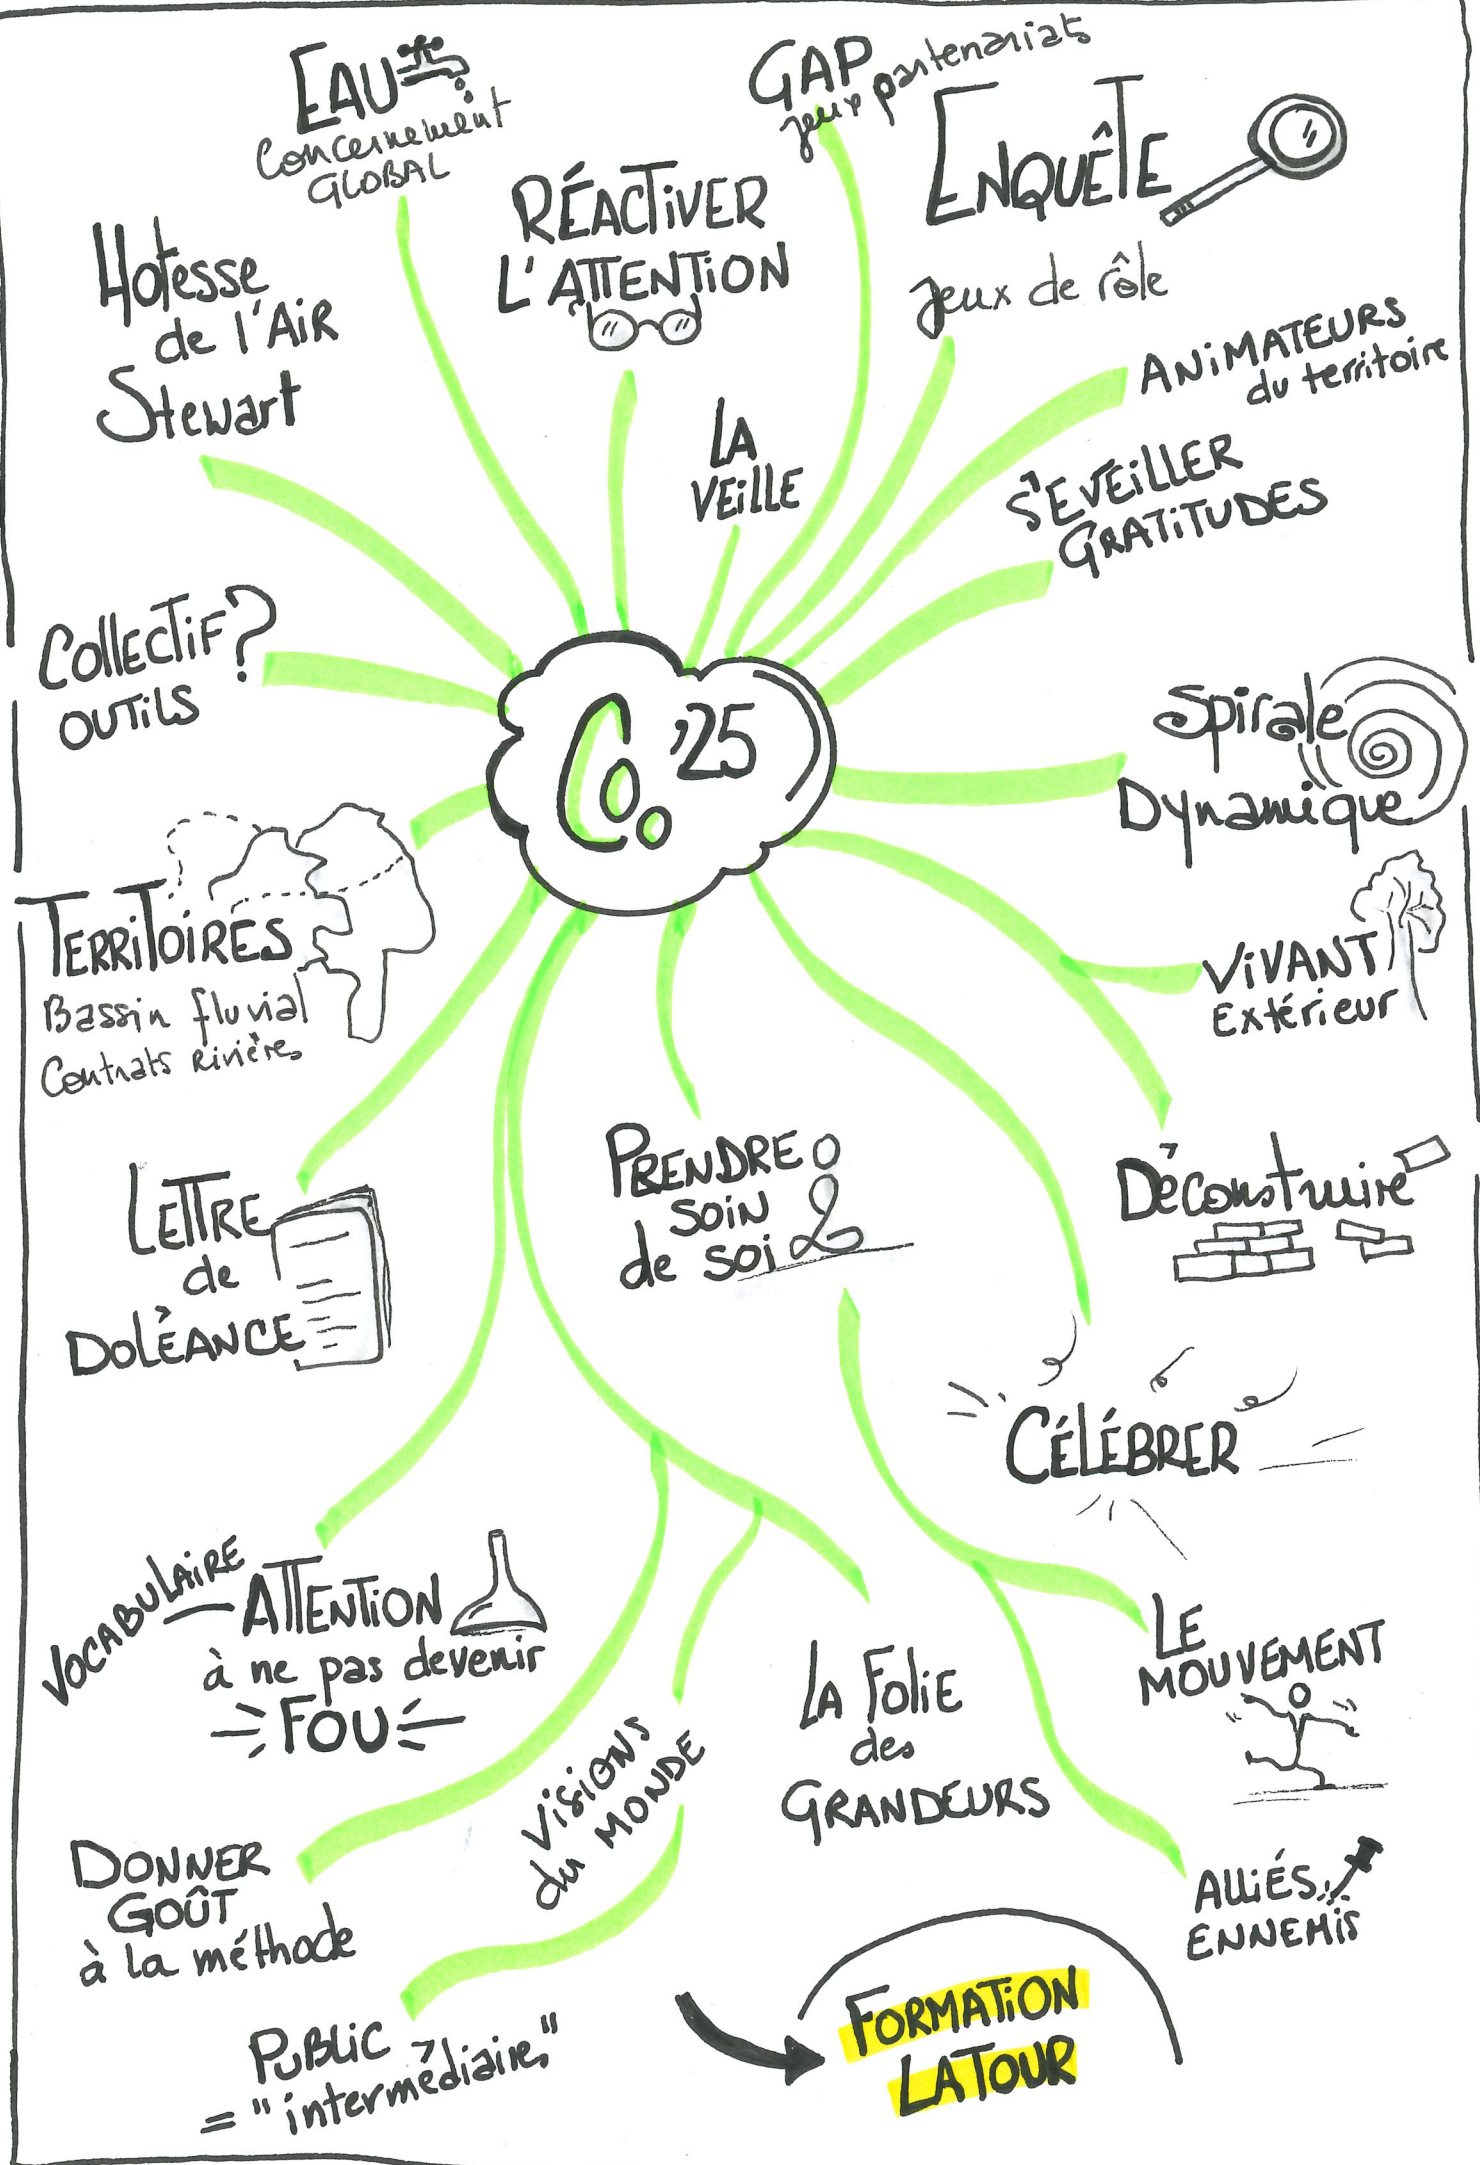 EAU
Concernement
GLOBAL
GAP
jeux partenariats
ENQUÊTE
RÉACTIVER
L'ATTENTION
Jeux de rôle
Hotesse
de l'AiR
Stewart
ANiMATEURS
du territoire
LA
VEiLLE
S'EVEiLLER
GRATiTUDES
COLLECTiF ?
OUTiLS
Co. '25
Spirale
Dynamique
TERRiTOiRES
Bassin fluvial
Contrats Rivières
ViVANT
Extérieur
PRENDRE
SOiN
de soi
Déconstruire
LETTRE
de
DOLÉANCE
CÉLÉBRER
VOCABULAiRE — ATTENTiON
à ne pas devenir
FOU
LE
MOUVEMENT
LA FOLiE
des
GRANDEURS
ViSiONS
du MONDE
DONNER
GOÛT
à la méthode
ALLiÉS
ENNEMiS
PUBLiC
= "intermédiaires"
FORMATiON
LATOUR